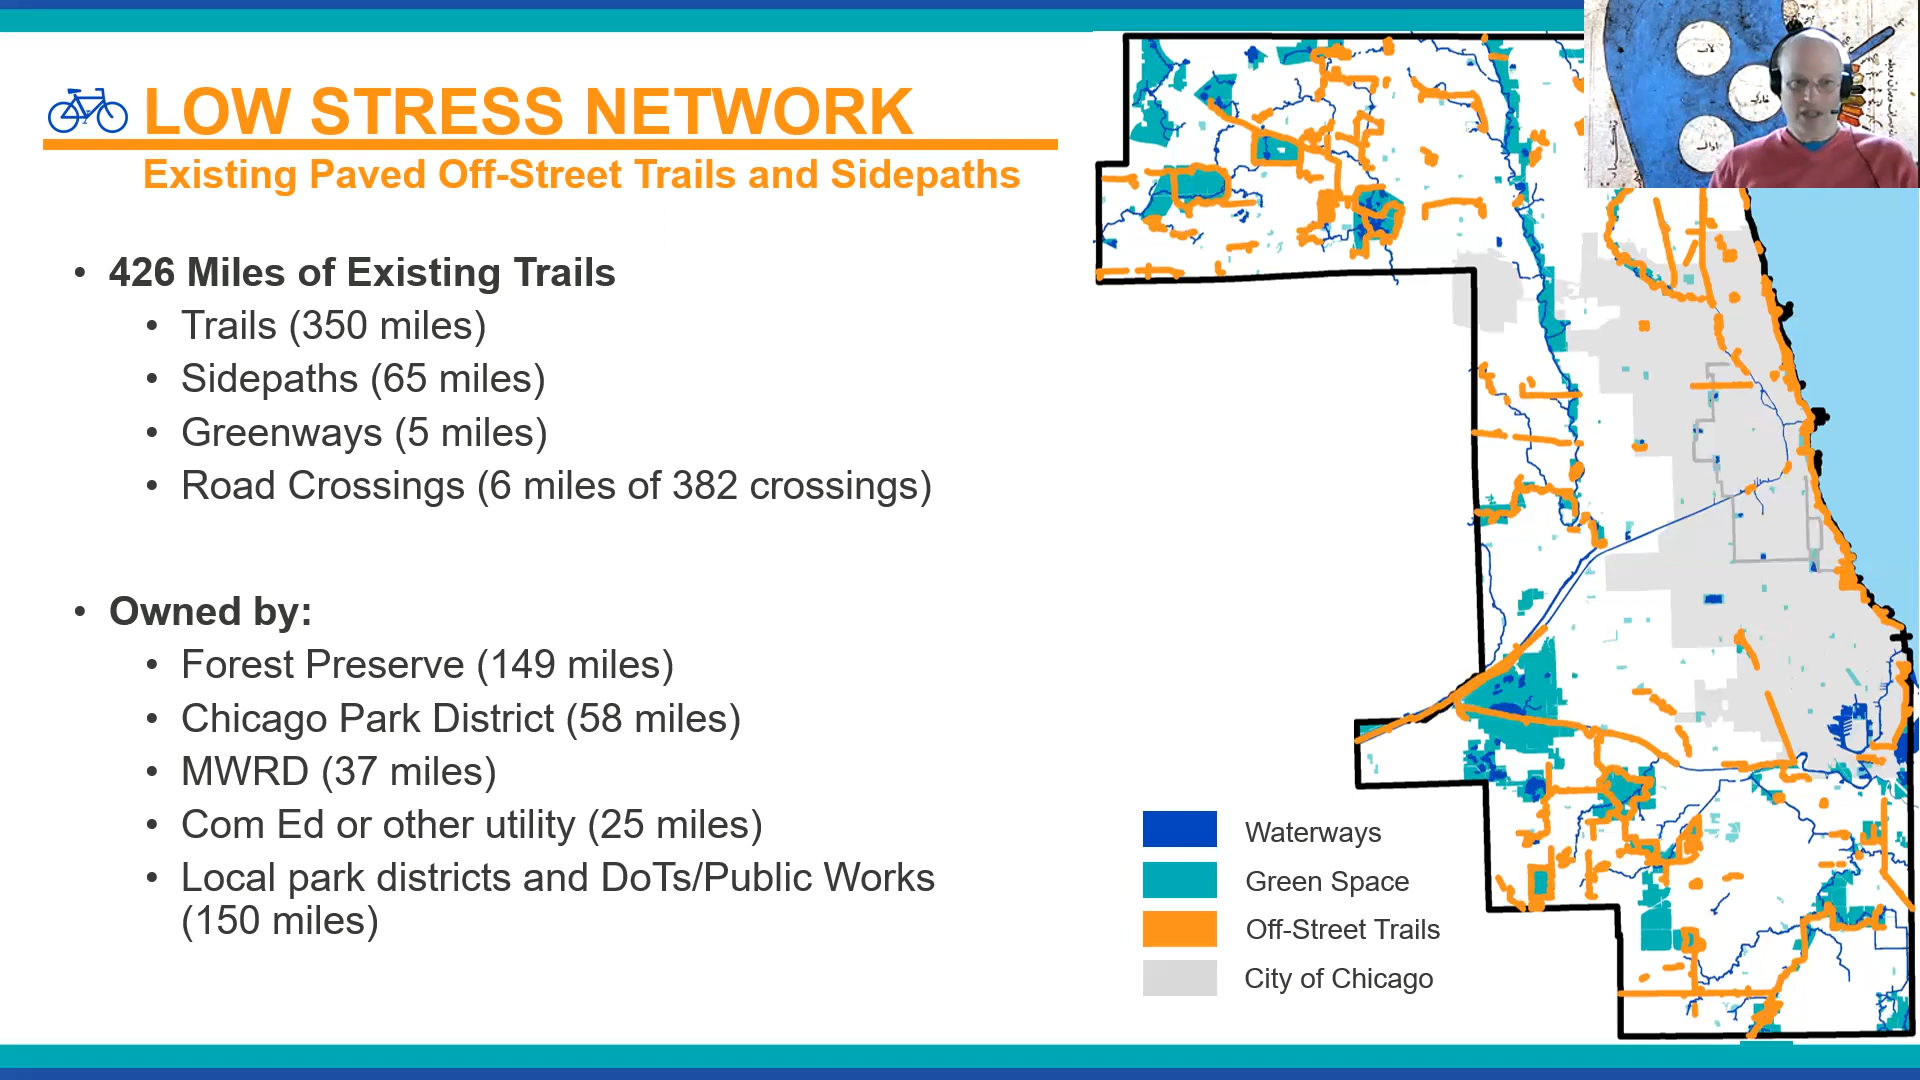 LOW STRESS NETWORK
Existing Paved Off-Street Trails and Sidepaths
• 426 Miles of Existing Trails
• Trails (350 miles)
• Sidepaths (65 miles)
• Greenways (5 miles)
• Road Crossings (6 miles of 382 crossings)
• Owned by:
• Forest Preserve (149 miles)
• Chicago Park District (58 miles)
• MWRD (37 miles)
• Com Ed or other utility (25 miles)
• Local park districts and DoTs/Public Works
(150 miles)
Waterways
Green Space
Off-Street Trails
City of Chicago